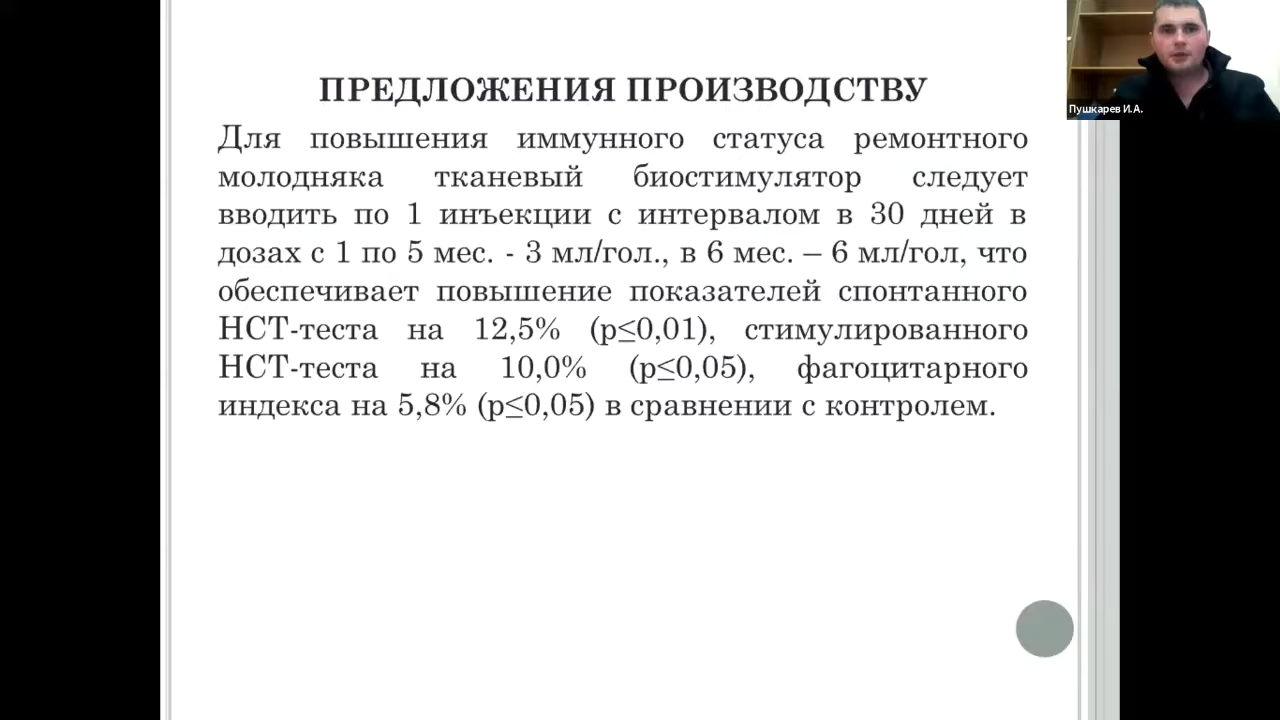 ПРЕДЛОЖЕНИЯ ПРОИЗВОДСТВУ
Для повышения иммунного статуса ремонтного
молодняка тканевый биостимулятор следует
вводить по 1 инъекции с интервалом в 30 дней в
дозах с 1 по 5 мес. - 3 мл/гол., в 6 мес. – 6 мл/гол, что
обеспечивает повышение показателей спонтанного
НСТ-теста на 12,5% (р≤0,01), стимулированного
НСТ-теста на 10,0% (р≤0,05), фагоцитарного
индекса на 5,8% (р≤0,05) в сравнении с контролем.
Пушкарев И.А.